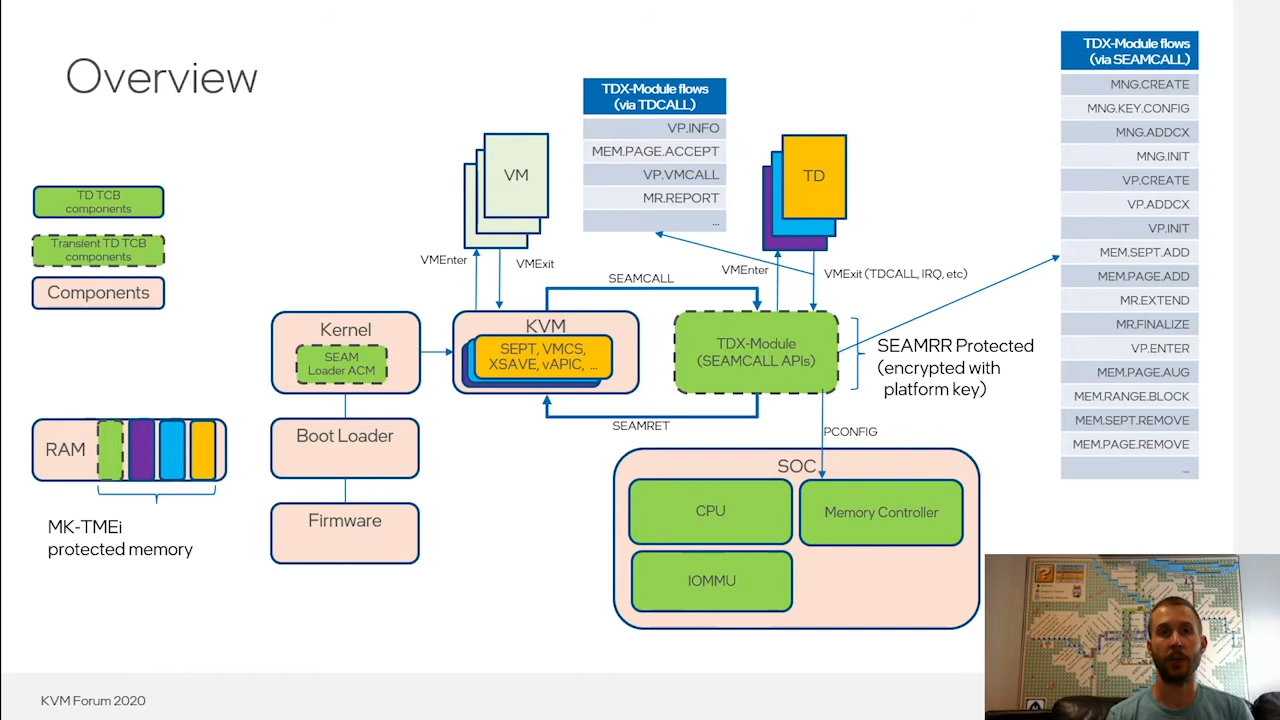 Overview
TDX-Module flows
(via TDCALL)
VP.INFO
MEM.PAGE.ACCEPT
VP.VMCALL
MR.REPORT
...
TDX-Module flows
(via SEAMCALL)
MNG.CREATE
MNG.KEY.CONFIG
MNG.ADDCX
MNG.INIT
VP.CREATE
VP.ADDCX
VP.INIT
MEM.SEPT.ADD
MEM.PAGE.ADD
MR.EXTEND
MR.FINALIZE
VP.ENTER
MEM.PAGE.AUG
MEM.RANGE.BLOCK
MEM.SEPT.REMOVE
MEM.PAGE.REMOVE
...
TD TCB
components
Transient TD TCB
components
Components
VM
TD
VMEnter
VMExit
VMEnter
VMExit (TDCALL, IRQ, etc)
SEAMCALL
Kernel
SEAM
Loader ACM
KVM
SEPT, VMCS,
XSAVE, vAPIC, ...
TDX-Module
(SEAMCALL APIs)
SEAMRR Protected
(encrypted with
platform key)
SEAMRET
PCONFIG
RAM
MK-TMEi
protected memory
Boot Loader
Firmware
SOC
CPU
Memory Controller
IOMMU
KVM Forum 2020